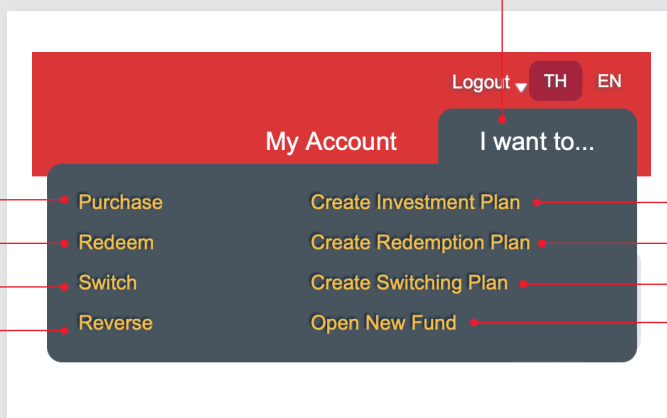 Logout TH EN
My Account I want to...
Purchase Create Investment Plan
Redeem Create Redemption Plan
Switch Create Switching Plan
Reverse Open New Fund